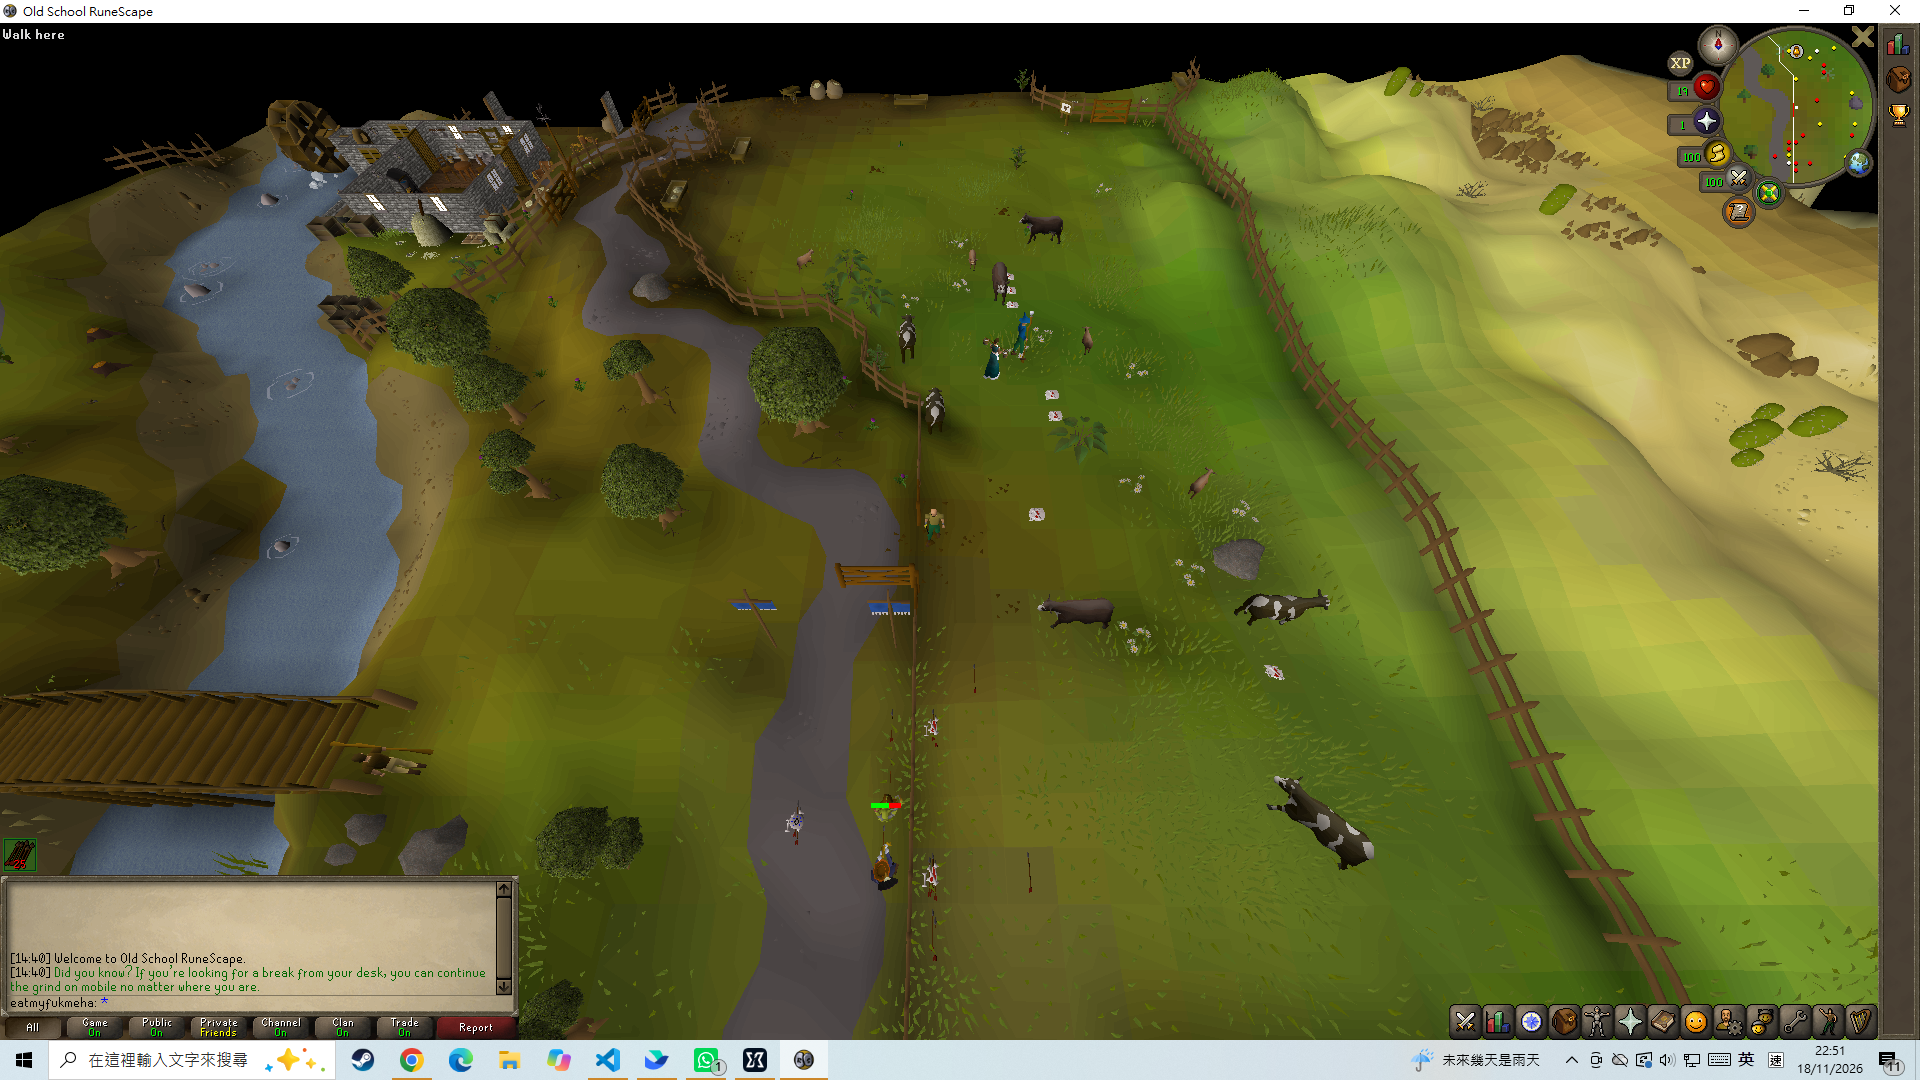 Old School RuneScape
Walk here
N
XP
19
1
100
100
25
[14:40] Welcome to Old School RuneScape.
[14:40] Did you know? If you're looking for a break from your desk, you can continue
the grind on mobile no matter where you are.
eatmyfukmeha: *
All
Game
On
Public
On
Private
Friends
Channel
On
Clan
On
Trade
On
Report
在這裡輸入文字來搜尋
1
未來幾天是雨天
英
速
22:51
18/11/2026
11